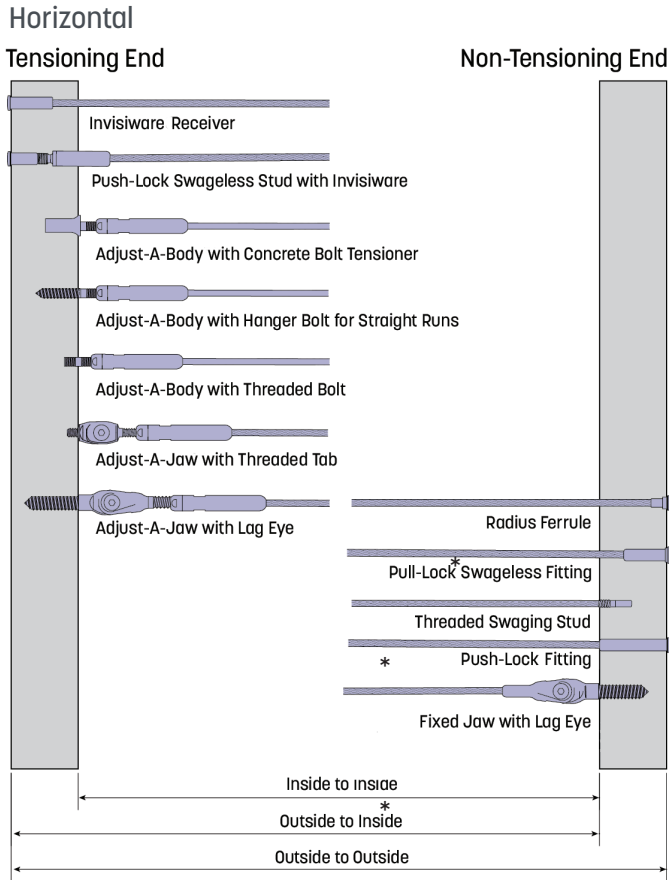 Horizontal
Tensioning End
Non-Tensioning End
Invisiware Receiver
Push-Lock Swageless Stud with Invisiware
Adjust-A-Body with Concrete Bolt Tensioner
Adjust-A-Body with Hanger Bolt for Straight Runs
Adjust-A-Body with Threaded Bolt
Adjust-A-Jaw with Threaded Tab
Adjust-A-Jaw with Lag Eye
Radius Ferrule
*
Pull-Lock Swageless Fitting
Threaded Swaging Stud
* Push-Lock Fitting
Fixed Jaw with Lag Eye
Inside to Inside
*
Outside to Inside
Outside to Outside